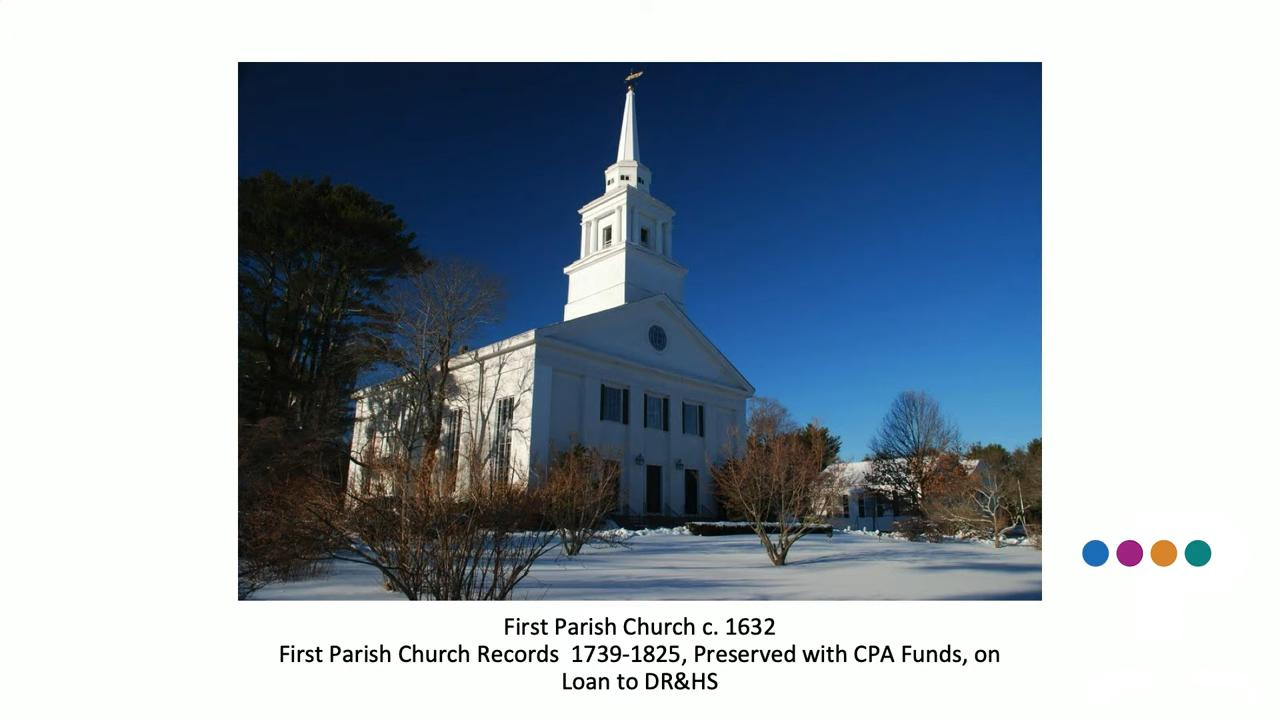 First Parish Church c. 1632
First Parish Church Records  1739-1825, Preserved with CPA Funds, on
Loan to DR&HS